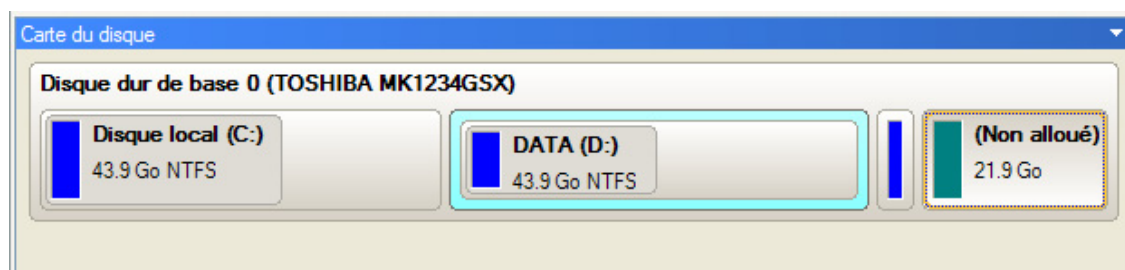 Carte du disque
Disque dur de base 0 (TOSHIBA MK1234GSX)
Disque local (C:)
43.9 Go NTFS
DATA (D:)
43.9 Go NTFS
(Non alloué)
21.9 Go